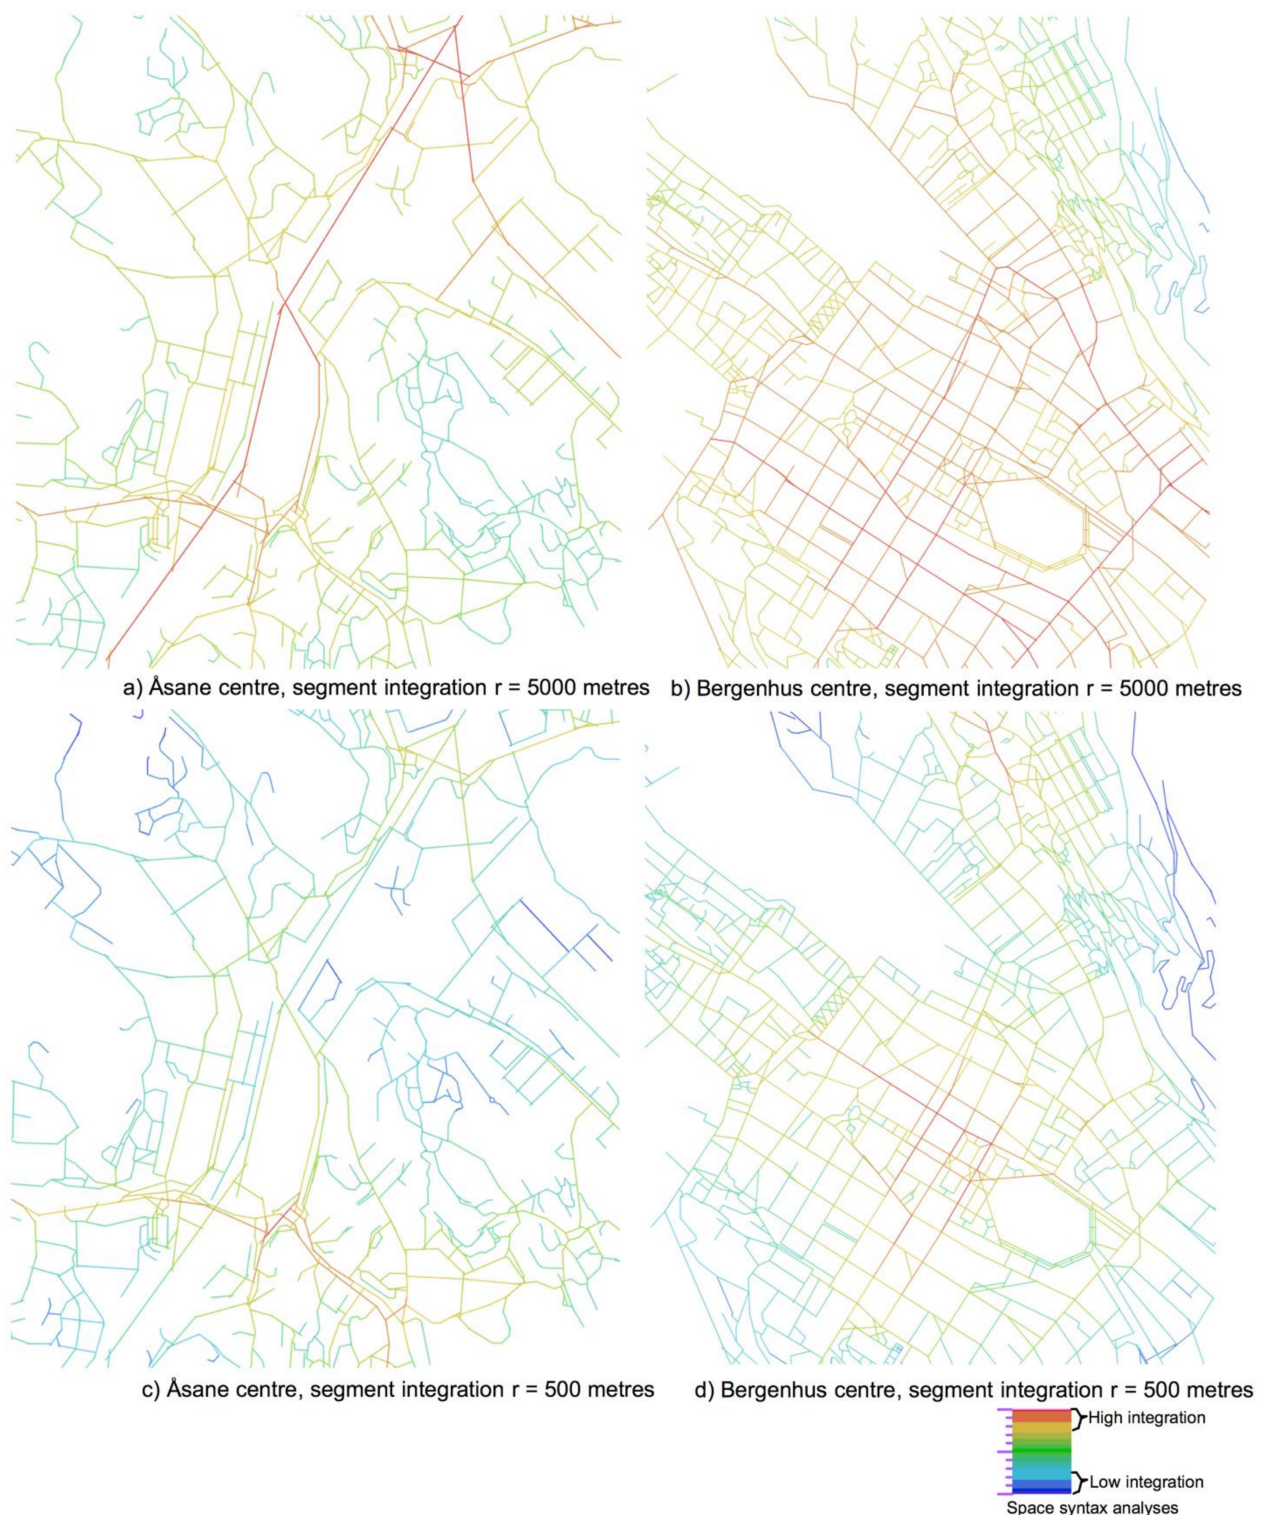 a) Åsane centre, segment integration r = 5000 metres
b) Bergenhus centre, segment integration r = 5000 metres
c) Åsane centre, segment integration r = 500 metres
d) Bergenhus centre, segment integration r = 500 metres
High integration
Low integration
Space syntax analyses